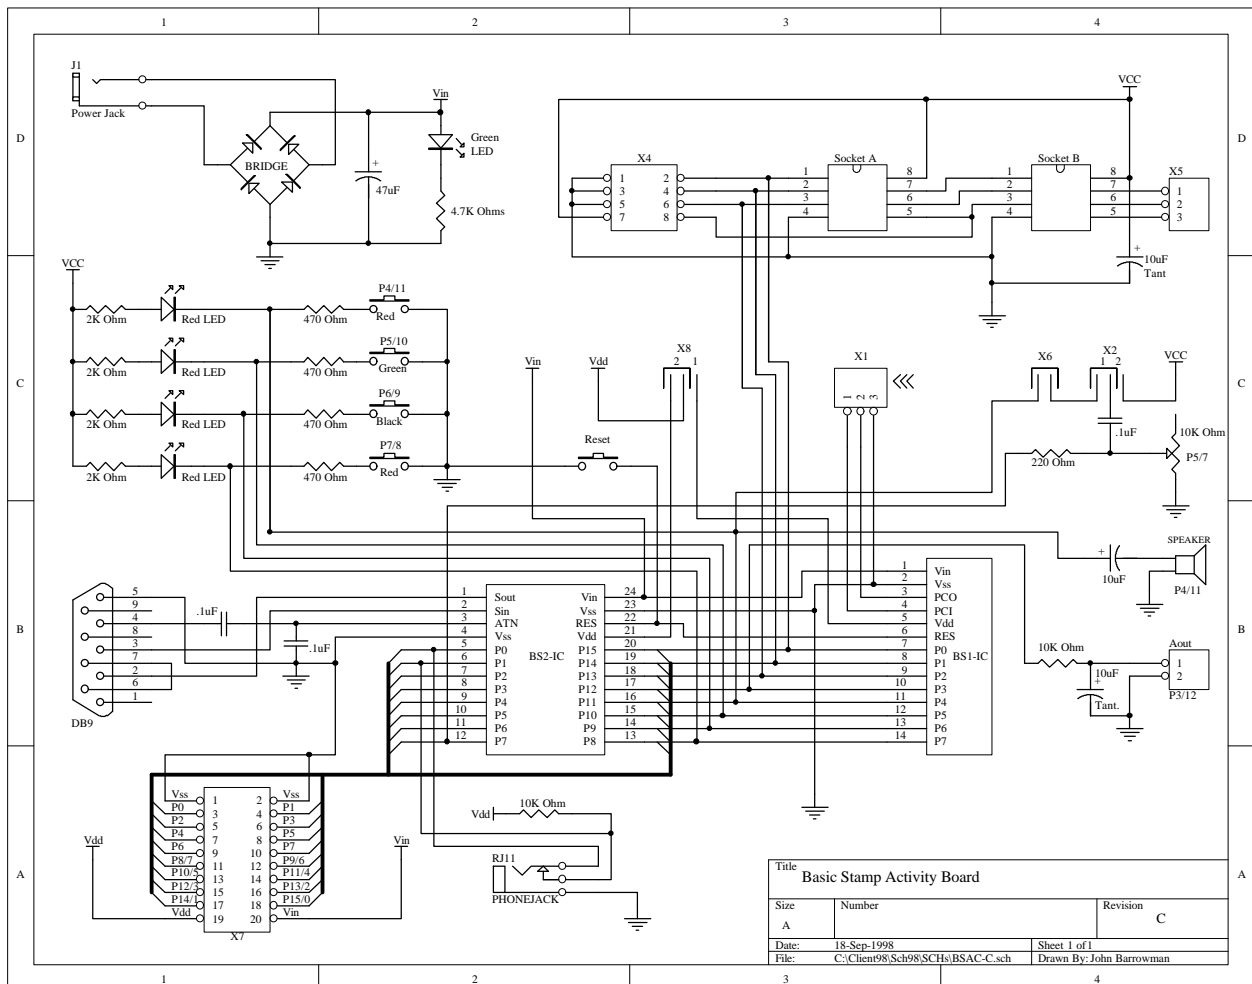 1 2 3 4
J1
Power Jack
BRIDGE
+
47uF
Vin
Green
LED
4.7K Ohms
D
D
VCC
X4
1 2
3 4
5 6
7 8
Socket A
1 8
2 7
3 6
4 5
Socket B
1 8
2 7
3 6
4 5
X5
1
2
3
+
10uF
Tant
VCC
2K Ohm
Red LED
470 Ohm
P4/11
Red
2K Ohm
Red LED
470 Ohm
P5/10
Green
2K Ohm
Red LED
470 Ohm
P6/9
Black
2K Ohm
Red LED
470 Ohm
P7/8
Red
C
C
Vin
Vdd
X8
2 1
Reset
X1
1 2 3
X6
X2
1 2
VCC
.1uF
10K Ohm
P5/7
220 Ohm
SPEAKER
+
10uF
P4/11
B
B
5
9
4
8
3
7
2
6
1
DB9
.1uF
.1uF
1 Sout Vin 24
2 Sin Vss 23
3 ATN RES 22
4 Vss Vdd 21
5 P0 P15 20
6 P1 P14 19
7 P2 P13 18
8 P3 P12 17
9 P4 P11 16
10 P5 P10 15
11 P6 P9 14
12 P7 P8 13
BS2-IC
1 Vin
2 Vss
3 PCO
4 PCI
5 Vdd
6 RES
7 P0
8 P1
9 P2
10 P3
11 P4
12 P5
13 P6
14 P7
BS1-IC
10K Ohm
10uF
+
Tant.
Aout
1
2
P3/12
A
A
Vss 1 2 Vss
P0 3 4 P1
P2 5 6 P3
P4 7 8 P5
P6 9 10 P7
P8/7 11 12 P9/6
P10/5 13 14 P11/4
P12/3 15 16 P13/2
P14/1 17 18 P15/0
Vdd 19 20 Vin
X7
Vdd
Vin
Vdd
10K Ohm
RJ11
PHONEJACK
Title
Basic Stamp Activity Board
Size Number Revision
A C
Date: 18-Sep-1998 Sheet 1 of 1
File: C:\Client98\Sch98\SCHs\BSAC-C.sch Drawn By: John Barrowman
1 2 3 4